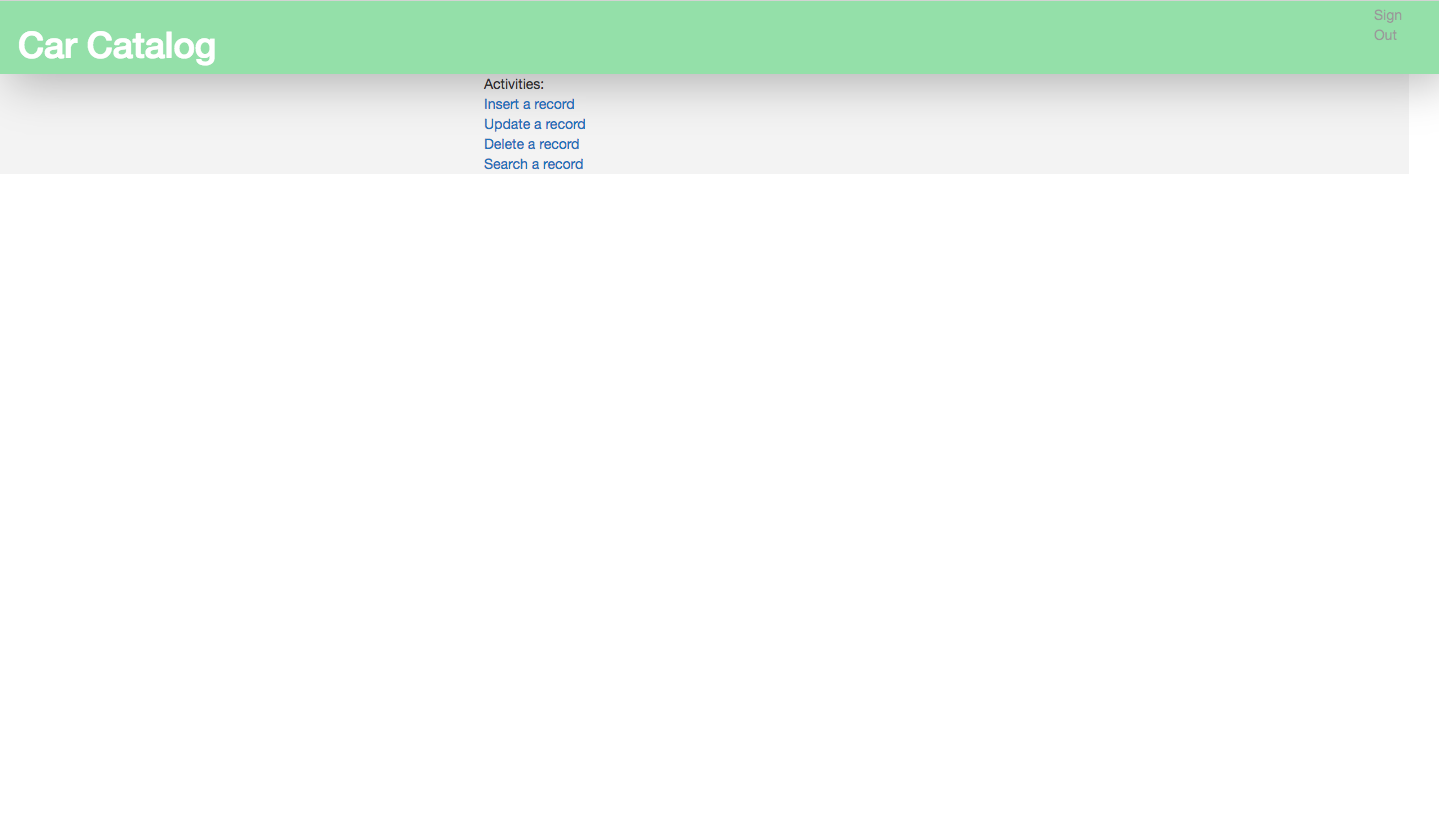 Sign
Out
Car Catalog
Activities:
Insert a record
Update a record
Delete a record
Search a record